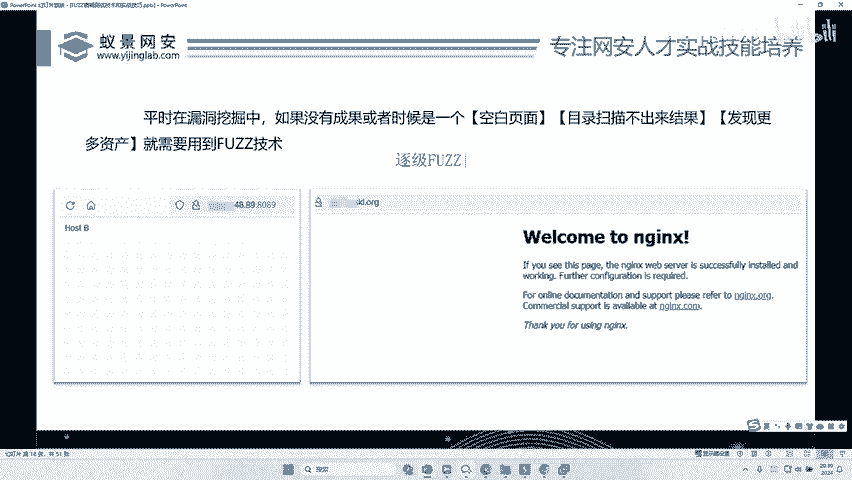 蚁景网安
www.yijinglab.com
专注网安人才实战技能培养
平时在漏洞挖掘中，如果没有成果或者时候是一个【空白页面】【目录扫描不出来结果】【发现更
多资产】就需要用到FUZZ技术
逐级FUZZ
48.89:8089
Host B
.org
Welcome to nginx!
If you see this page, the nginx web server is successfully installed and
working. Further configuration is required.
For online documentation and support please refer to nginx.org.
Commercial support is available at nginx.com.
Thank you for using nginx.
搜索
2024